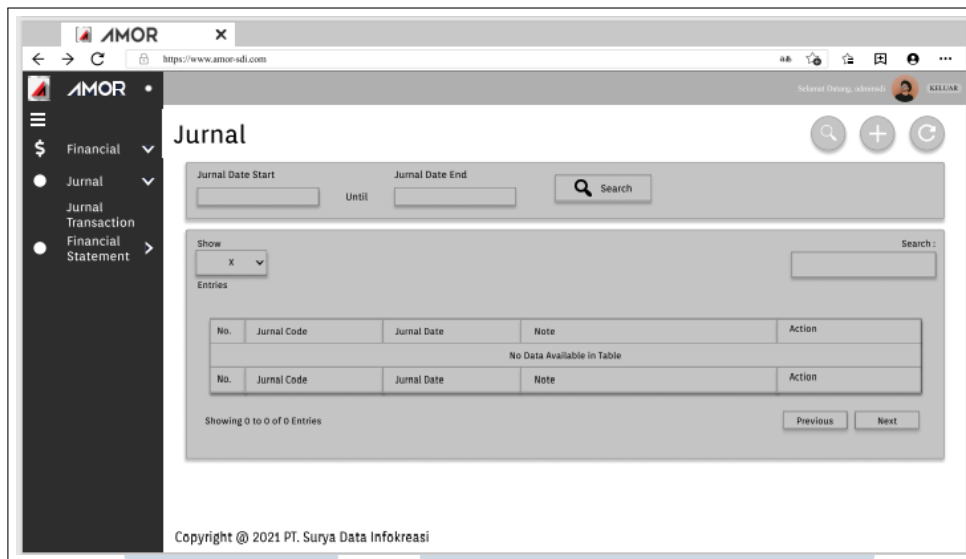 AMOR X
https://www.amor-sdi.com
AMOR
Selamat Datang, adminsdi
KELUAR
Financial
Jurnal
Jurnal
Transaction
Financial
Statement
Jurnal
Jurnal Date Start
Until
Jurnal Date End
Search
Show
X
Entries
Search :
No. Jurnal Code Jurnal Date Note Action
No Data Available in Table
No. Jurnal Code Jurnal Date Note Action
Showing 0 to 0 of 0 Entries
Previous Next
Copyright @ 2021 PT. Surya Data Infokreasi